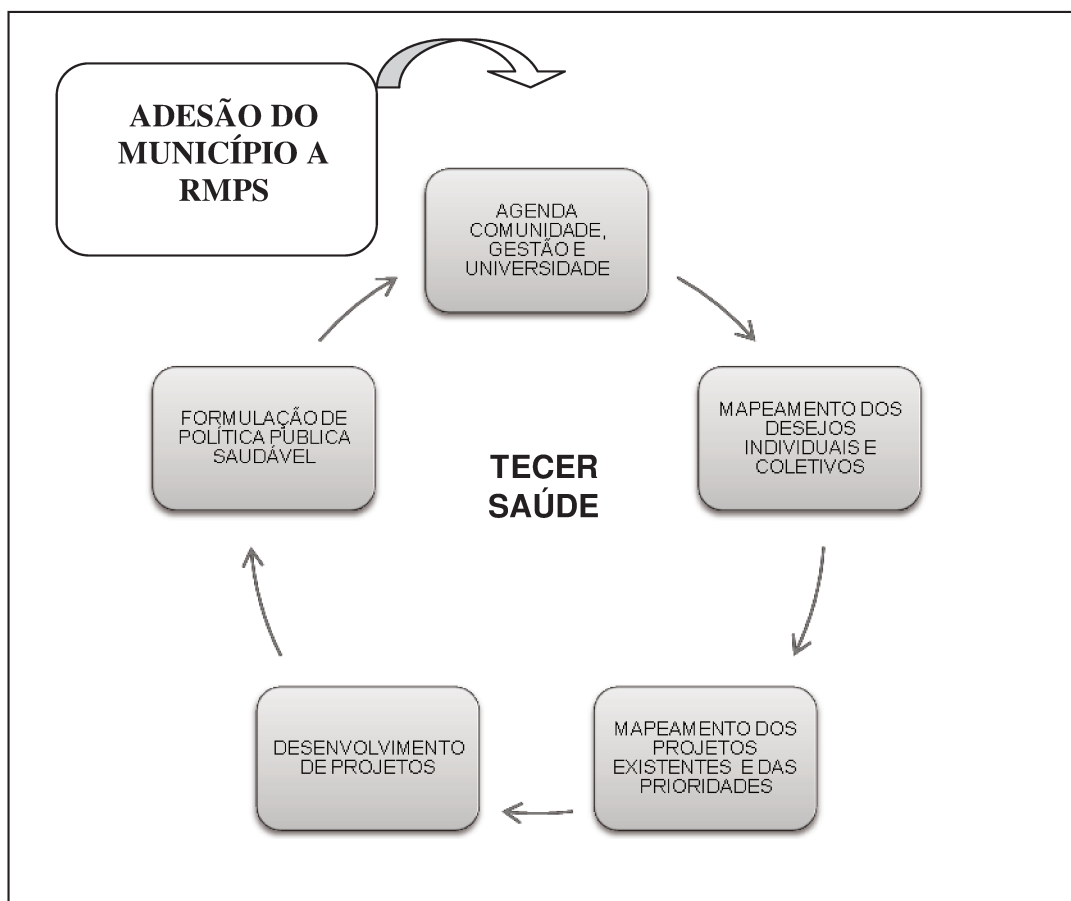 ADESÃO DO
MUNICÍPIO A
RMPS
AGENDA
COMUNIDADE,
GESTÃO E
UNIVERSIDADE
MAPEAMENTO DOS
DESEJOS
INDIVIDUAIS E
COLETIVOS
MAPEAMENTO DOS
PROJETOS
EXISTENTES E DAS
PRIORIDADES
DESENVOLVIMENTO
DE PROJETOS
FORMULAÇÃO DE
POLÍTICA PÚBLICA
SAUDÁVEL
TECER
SAÚDE